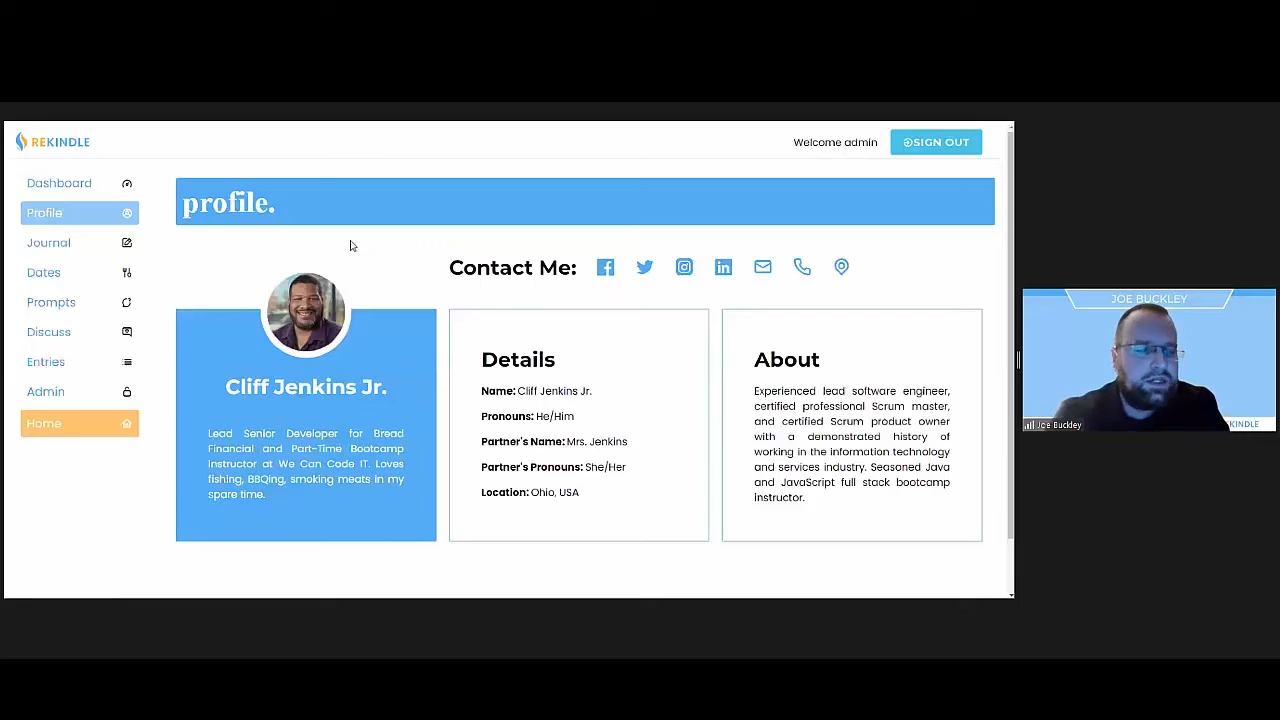 REKINDLE
Welcome admin
SIGN OUT
Dashboard
Profile
Journal
Dates
Prompts
Discuss
Entries
Admin
Home
profile.
Contact Me:
Cliff Jenkins Jr.
Lead Senior Developer for Bread
Financial and Part-Time Bootcamp
Instructor at We Can Code IT. Loves
fishing, BBQing, smoking meats in my
spare time.
Details
Name: Cliff Jenkins Jr.
Pronouns: He/Him
Partner's Name: Mrs. Jenkins
Partner's Pronouns: She/Her
Location: Ohio, USA
About
Experienced lead software engineer,
certified professional Scrum master,
and certified Scrum product owner
with a demonstrated history of
working in the information technology
and services industry. Seasoned Java
and JavaScript full stack bootcamp
instructor.
JOE BUCKLEY
Joe Buckley
KINDLE